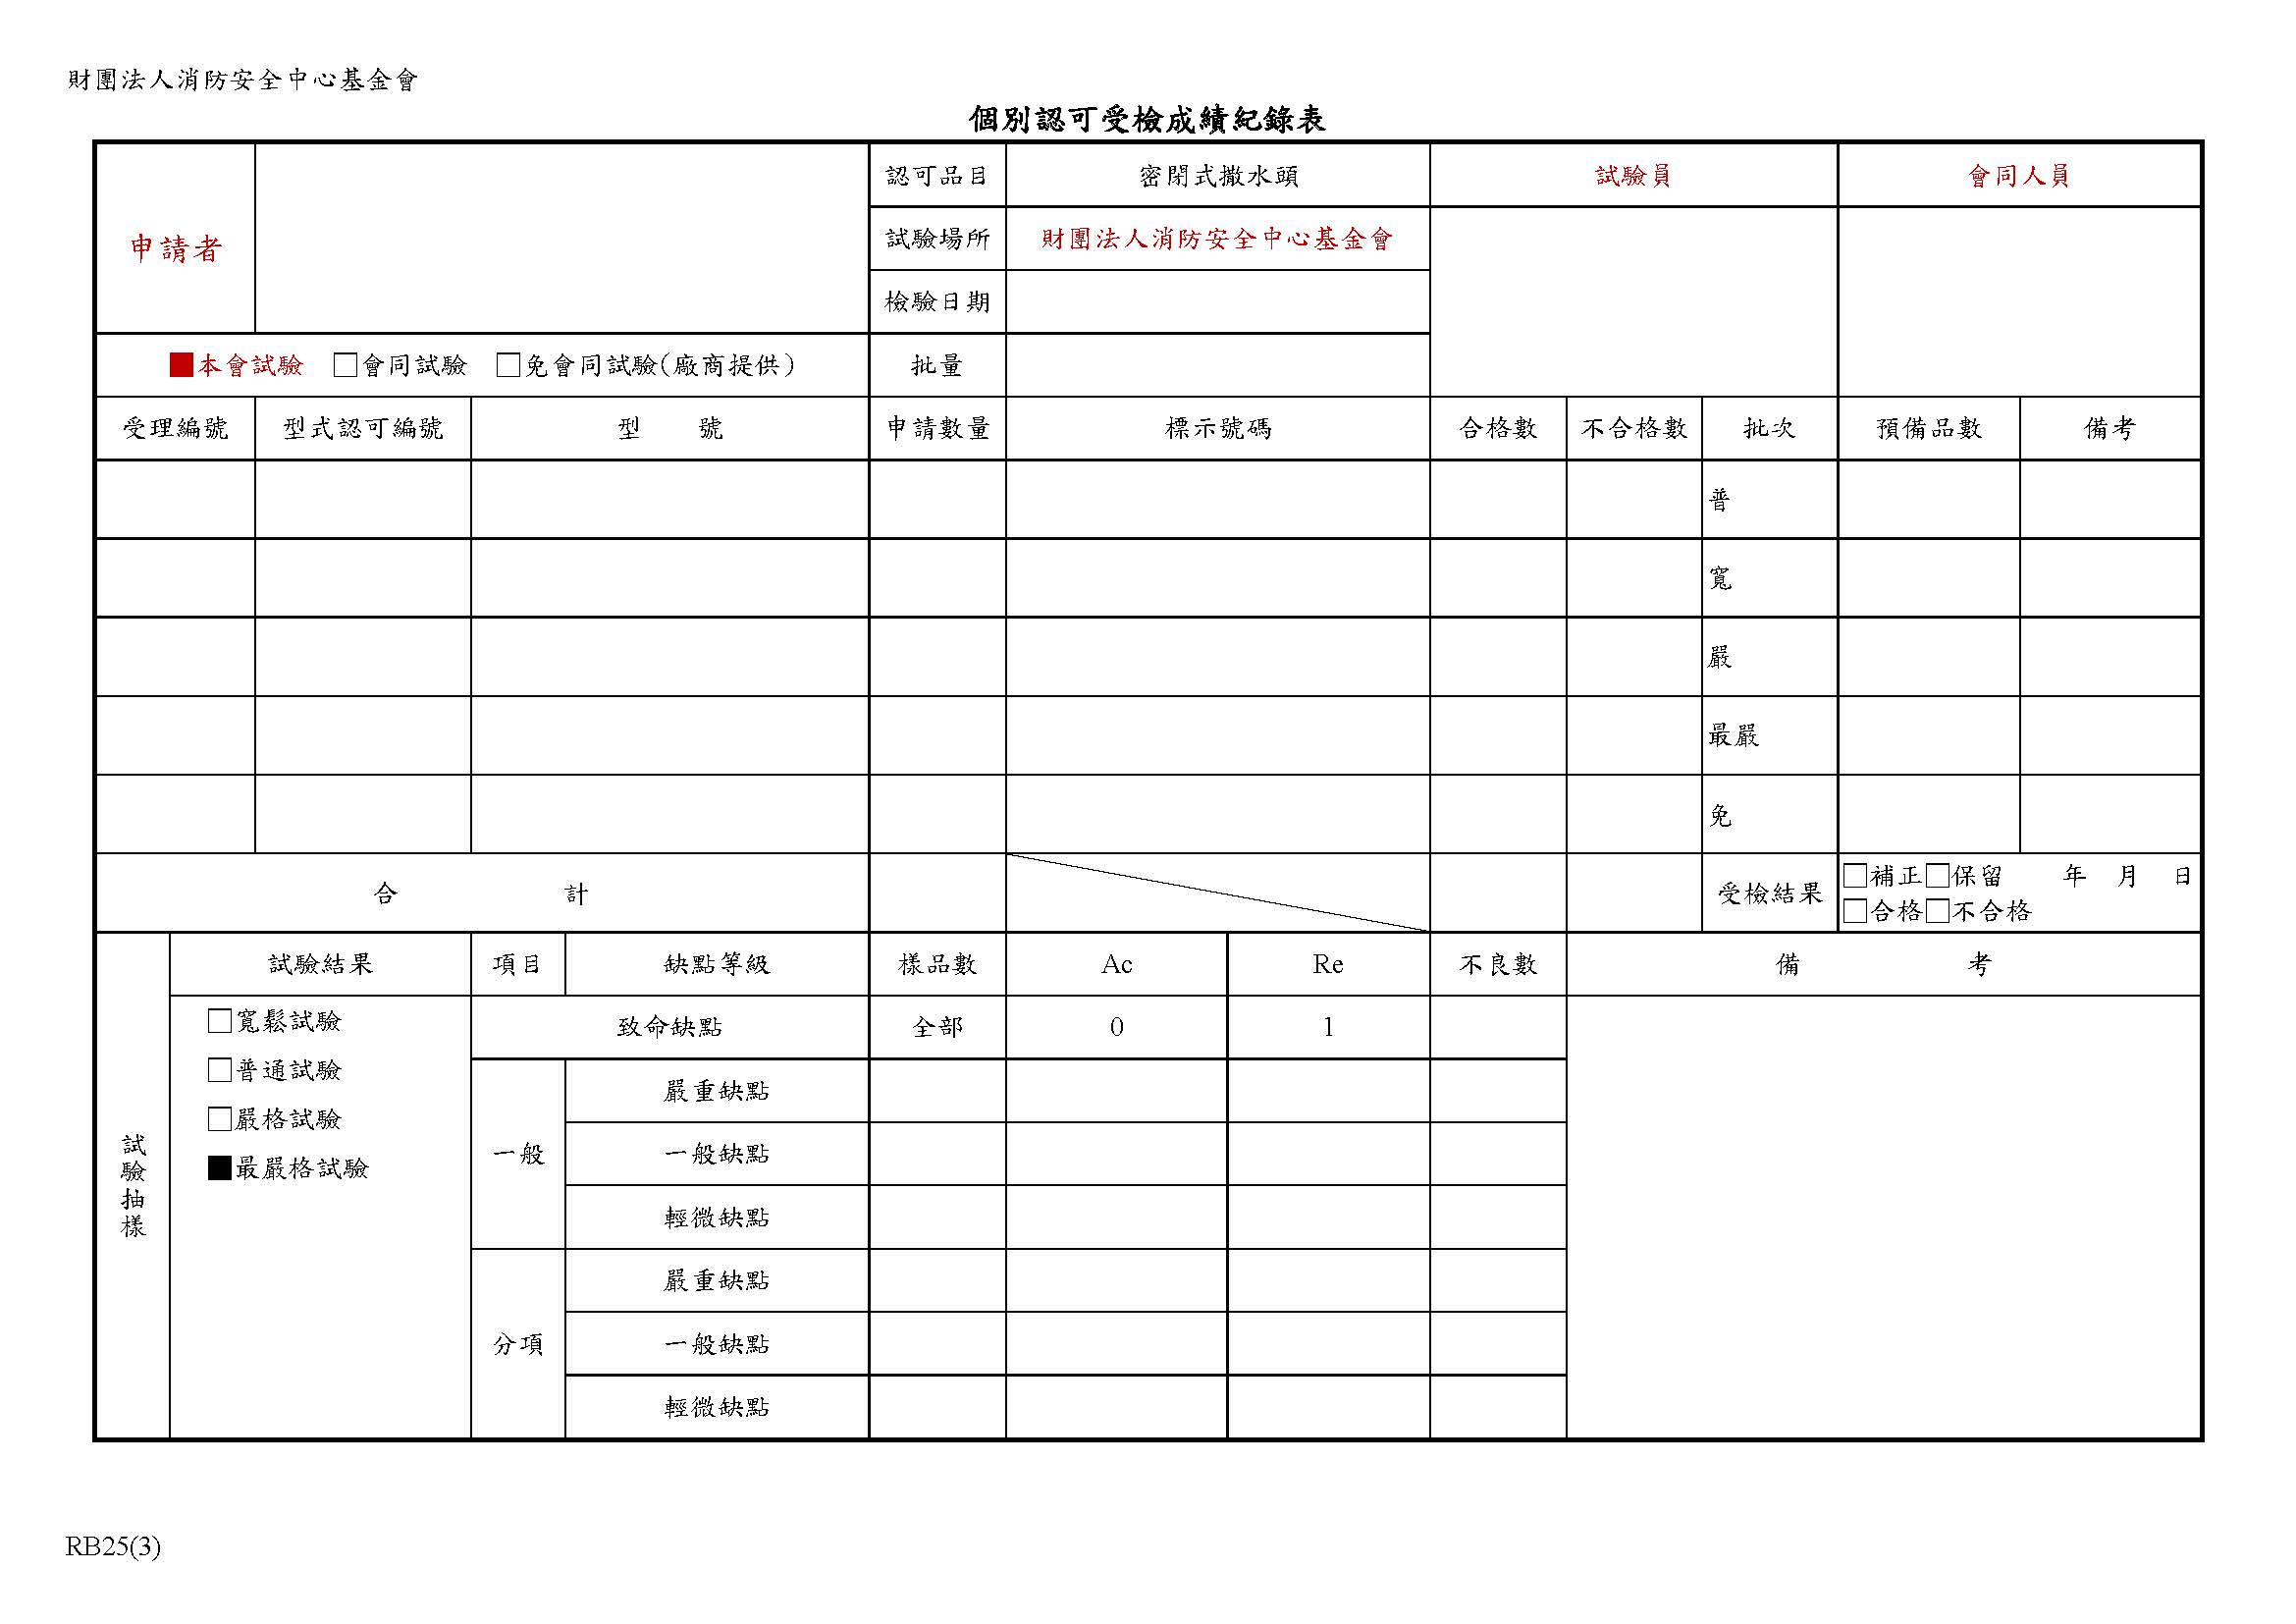 財團法人消防安全中心基金會
個別認可受檢成績紀錄表
申請者
認可品目 密閉式撒水頭 試驗員 會同人員
試驗場所 財團法人消防安全中心基金會
檢驗日期
■本會試驗 □會同試驗 □免會同試驗(廠商提供) 批量
受理編號 型式認可編號 型 號 申請數量 標示號碼 合格數 不合格數 批次 預備品數 備考
普
寬
嚴
最嚴
免
合 計 受檢結果 □補正□保留 年 月 日
□合格□不合格
試驗抽樣 試驗結果 項目 缺點等級 樣品數 Ac Re 不良數 備 考
□寬鬆試驗
□普通試驗
□嚴格試驗
■最嚴格試驗
致命缺點 全部 0 1
一般
嚴重缺點
一般缺點
輕微缺點
分項
嚴重缺點
一般缺點
輕微缺點
RB25(3)